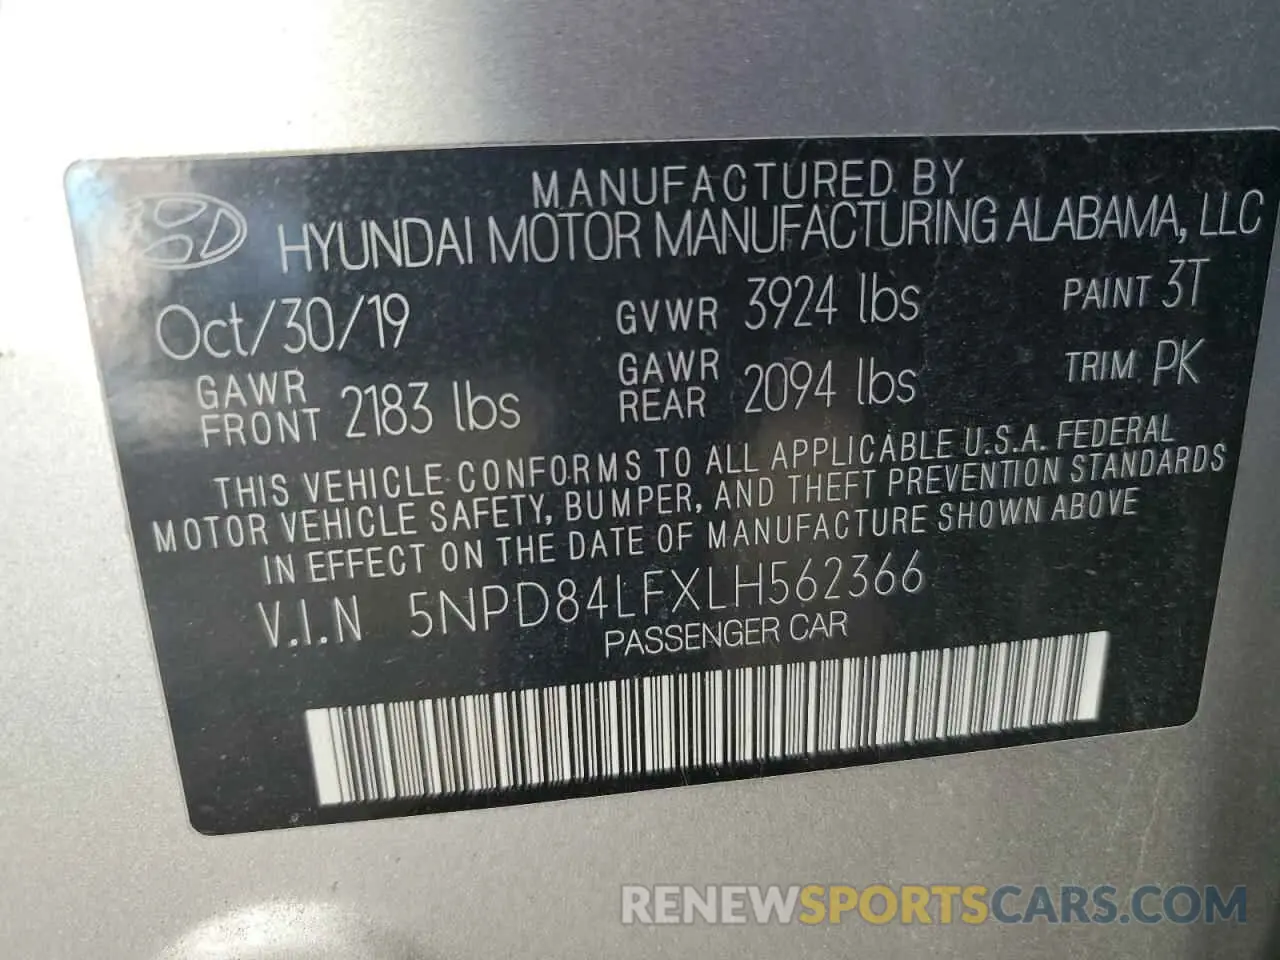 MANUFACTURED BY
HYUNDAI MOTOR MANUFACTURING ALABAMA, LLC
Oct/30/19 GVWR 3924 lbs PAINT 3T
GAWR FRONT 2183 lbs GAWR REAR 2094 lbs TRIM PK
THIS VEHICLE CONFORMS TO ALL APPLICABLE U.S.A. FEDERAL
MOTOR VEHICLE SAFETY, BUMPER, AND THEFT PREVENTION STANDARDS
IN EFFECT ON THE DATE OF MANUFACTURE SHOWN ABOVE
V.I.N 5NPD84LFXLH562366
PASSENGER CAR
RENEWSPORTSCARS.COM